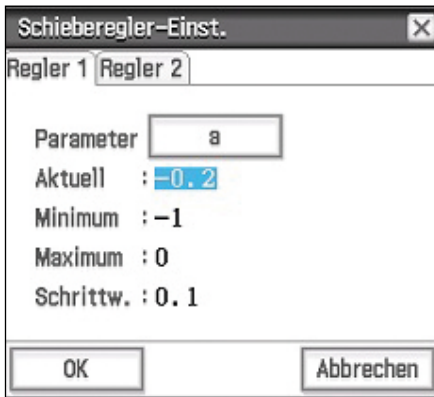 Schieberegler-Einst.
Regler 1 Regler 2
Parameter a
Aktuell :-0.2
Minimum :-1
Maximum :0
Schrittw. :0.1
OK Abbrechen